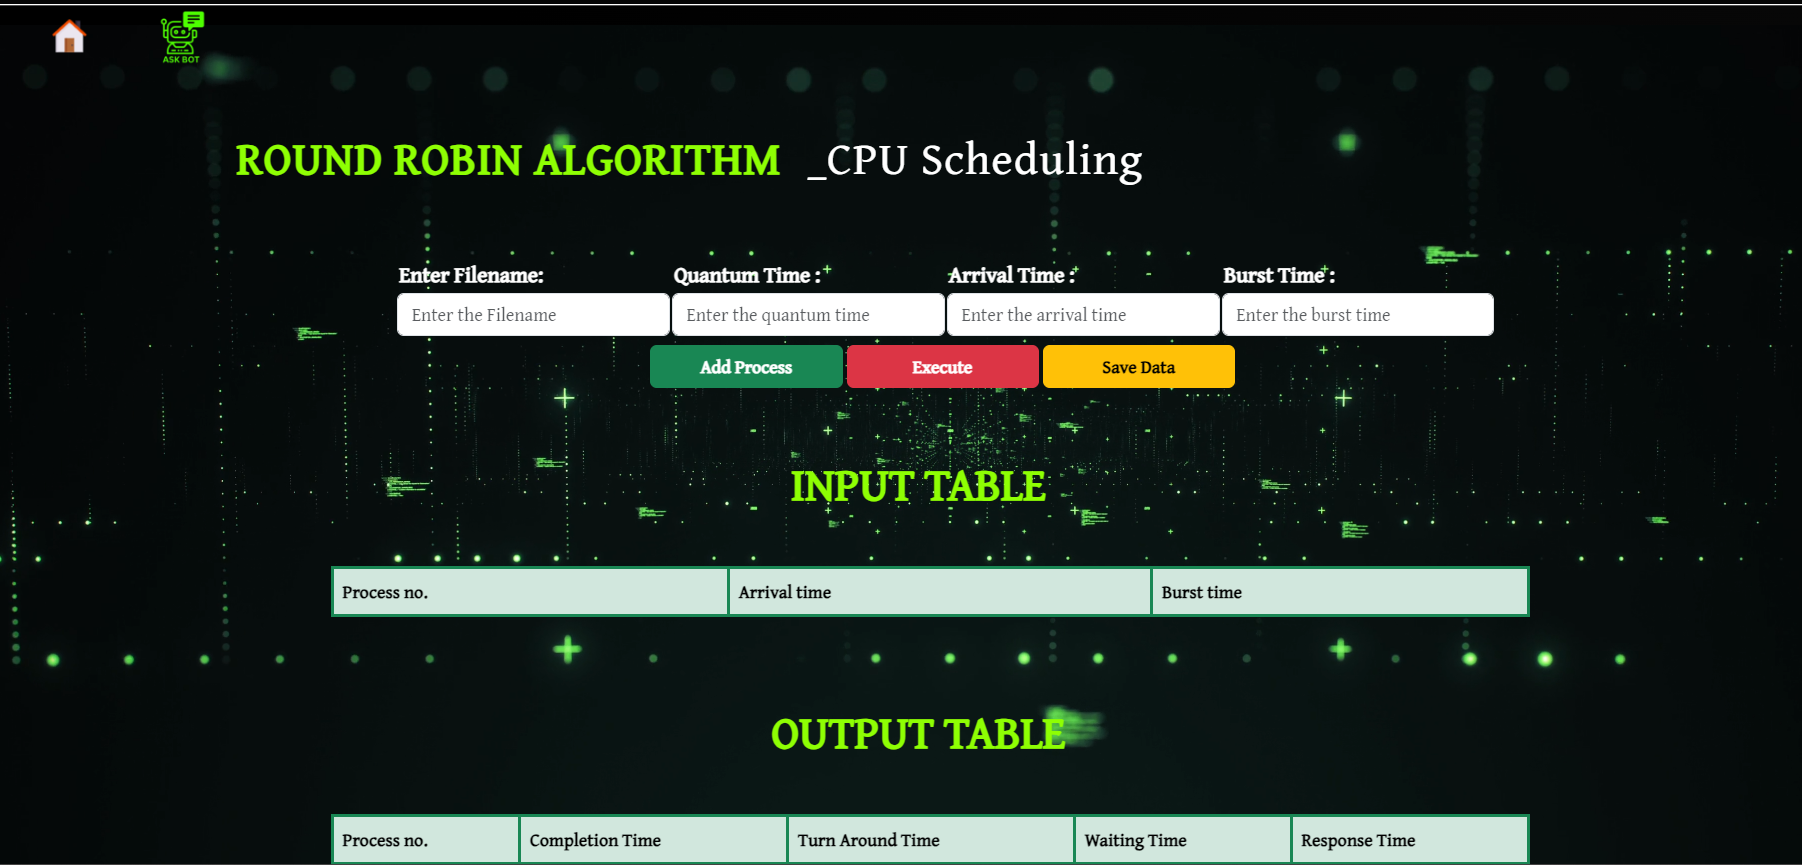 ASK BOT
ROUND ROBIN ALGORITHM _CPU Scheduling
Enter Filename: Quantum Time : Arrival Time : Burst Time :
Enter the Filename Enter the quantum time Enter the arrival time Enter the burst time
Add Process Execute Save Data
INPUT TABLE
Process no. Arrival time Burst time
OUTPUT TABLE
Process no. Completion Time Turn Around Time Waiting Time Response Time